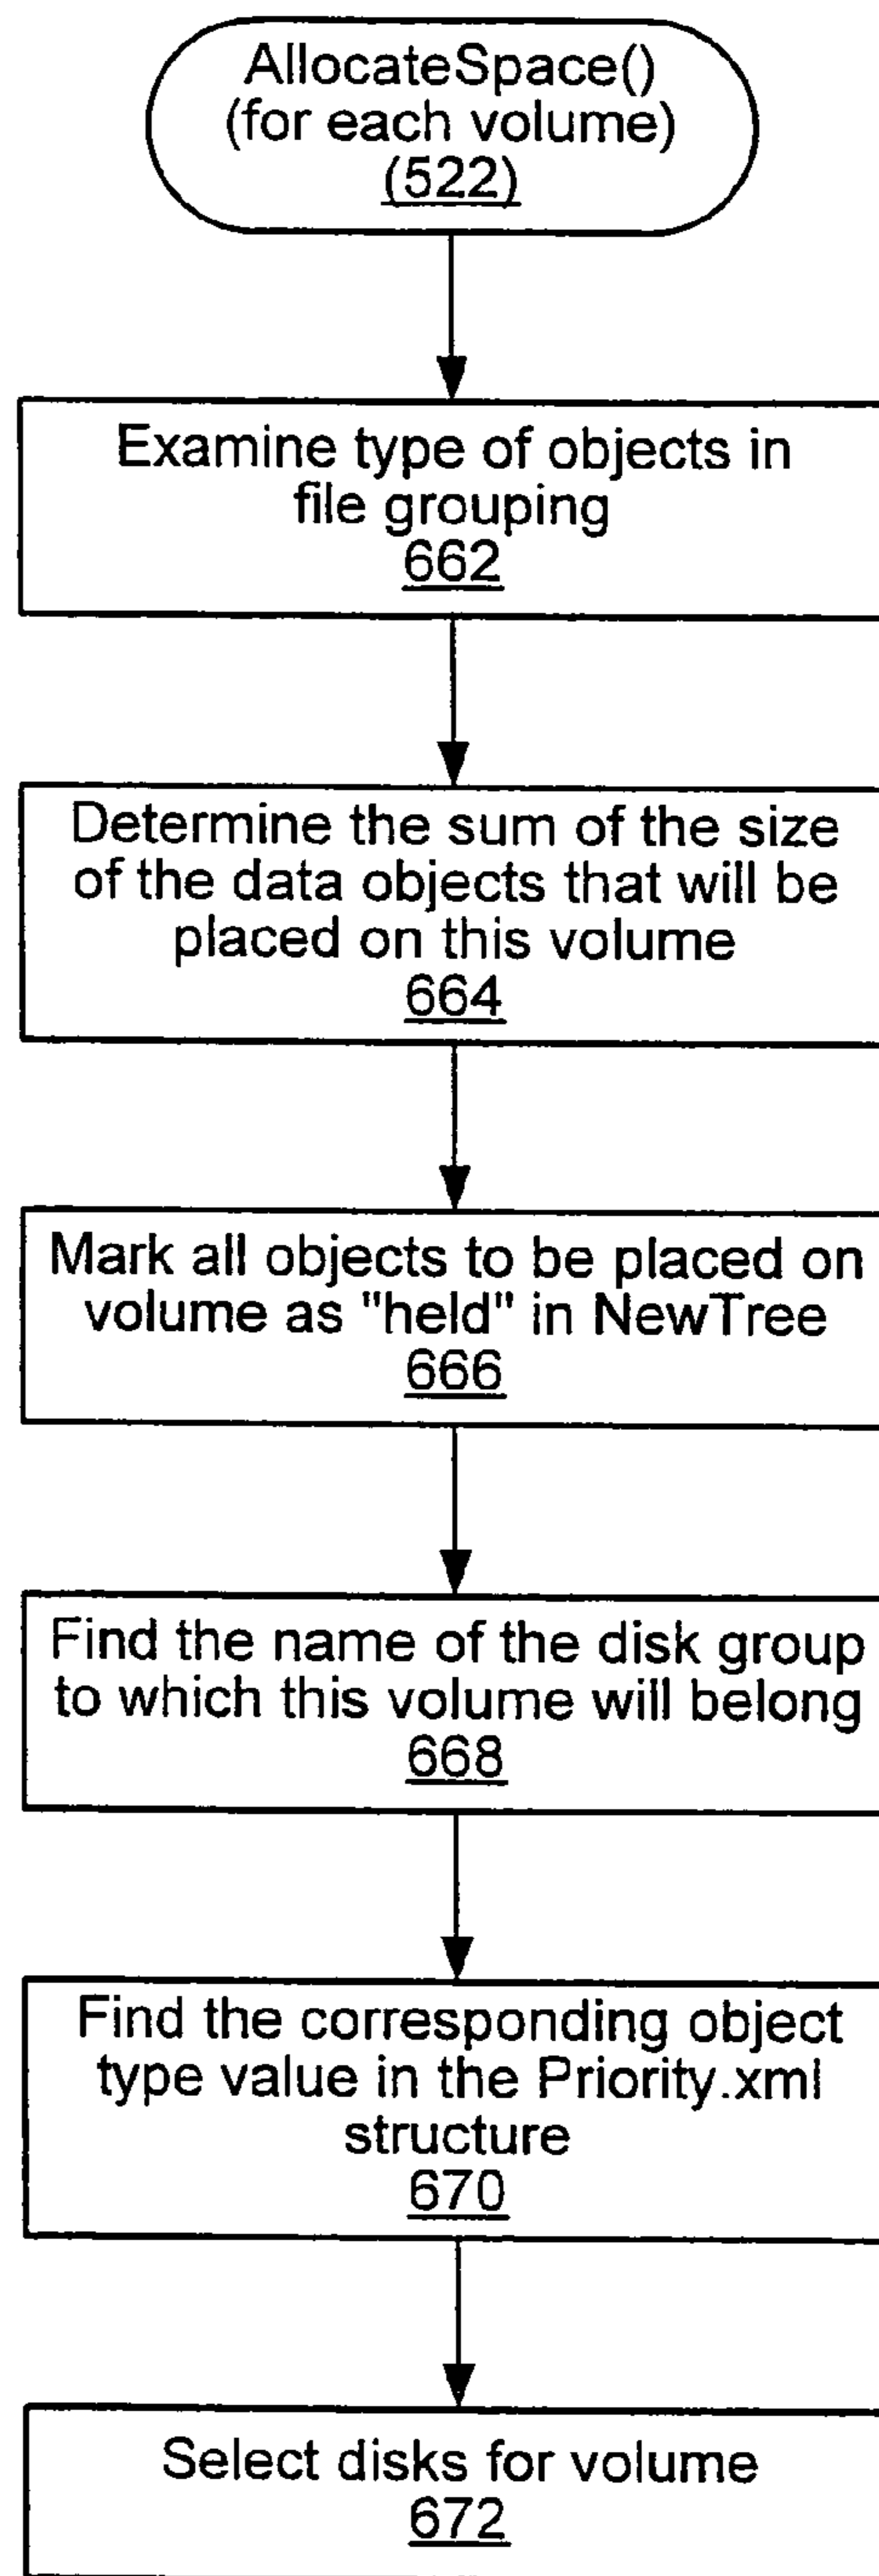 AllocateSpace()
(for each volume)
(522)
Examine type of objects in
file grouping
662
Determine the sum of the size
of the data objects that will be
placed on this volume
664
Mark all objects to be placed on
volume as "held" in NewTree
666
Find the name of the disk group
to which this volume will belong
668
Find the corresponding object
type value in the Priority.xml
structure
670
Select disks for volume
672